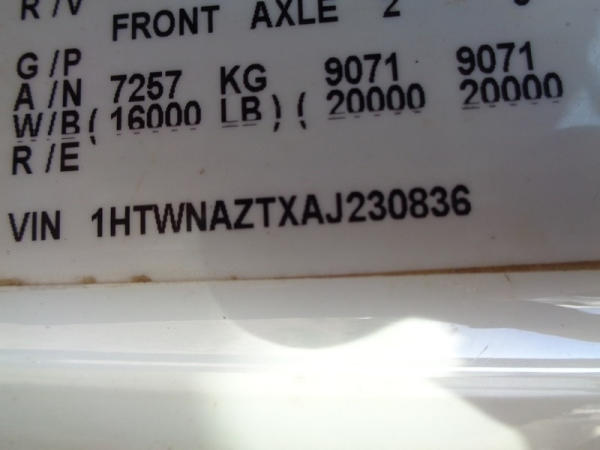 R/V FRONT AXLE 2
G/P
A/N 7257 KG 9071 9071
W/B( 16000 LB) ( 20000 20000
R/E
VIN 1HTWNAZTXAJ230836